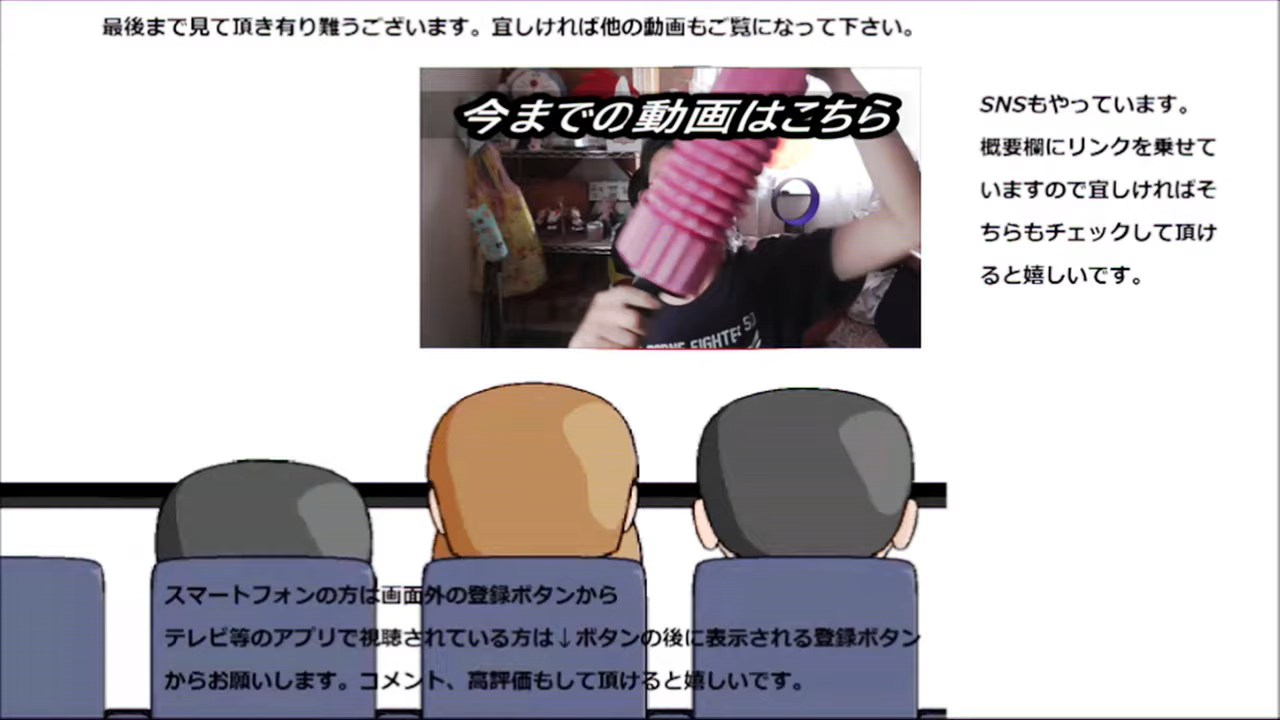 最後まで見て頂き有り難うございます。宜しければ他の動画もご覧になって下さい。
今までの動画はこちら
SNSもやっています。
概要欄にリンクを乗せて
いますので宜しければそ
ちらもチェックして頂け
ると嬉しいです。
FIGHTE
スマートフォンの方は画面外の登録ボタンから
テレビ等のアプリで視聴されている方は↓ボタンの後に表示される登録ボタン
からお願いします。コメント、高評価もして頂けると嬉しいです。